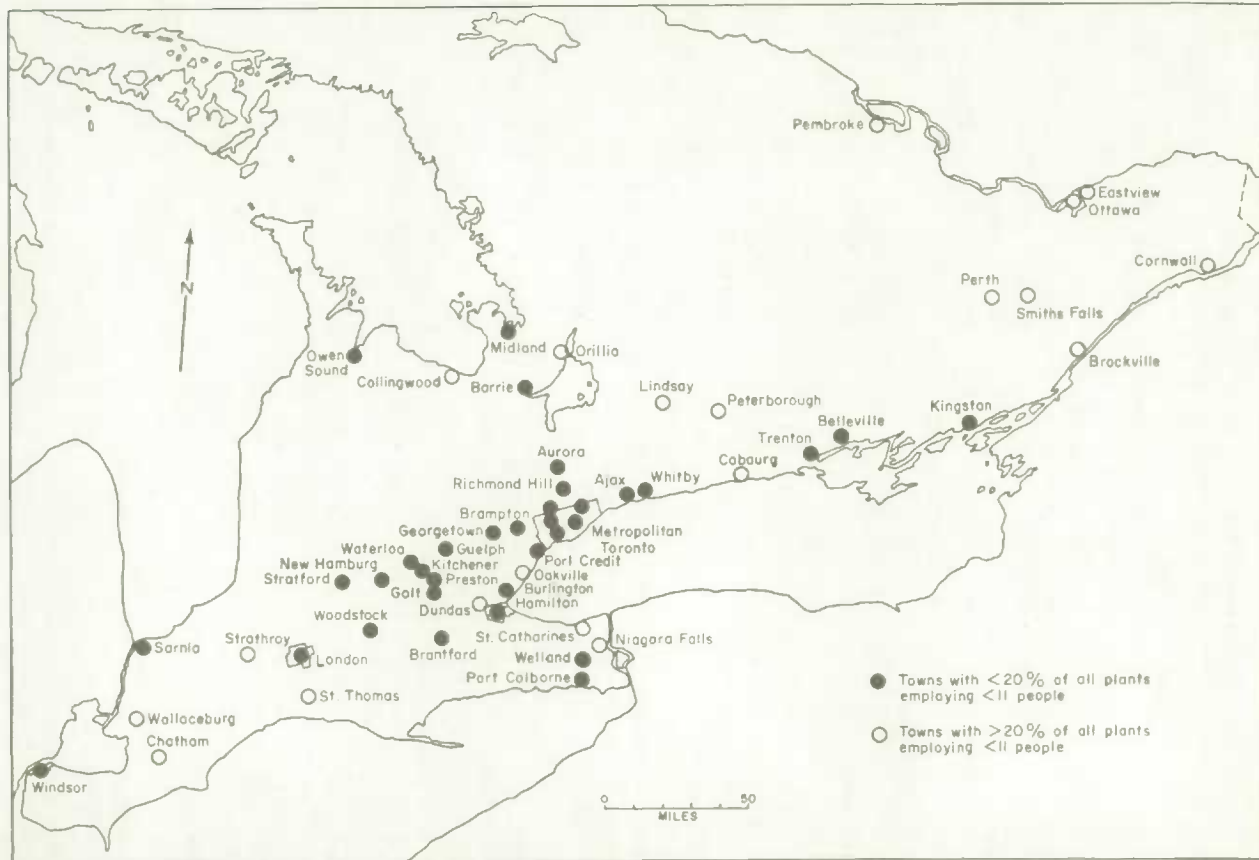 Pembroke
Eastview
Ottawa
Cornwall
Perth
Smiths Falls
Brockville
N
Midland
Orillia
Owen
Sound
Collingwood
Barrie
Lindsay
Peterborough
Belleville
Kingston
Trenton
Cobourg
Aurora
Richmond Hill
Ajax
Whitby
Brampton
Metropolitan
Toronto
Georgetown
Port Credit
Guelph
Waterloo
Kitchener
Oakville
New Hamburg
Preston
Stratford
Burlington
Galt
Hamilton
Dundas
Woodstock
St. Catharines
Niagara Falls
Strathroy
Sarnia
London
Brantford
Welland
Port Colborne
St. Thomas
Wallaceburg
Chatham
Windsor
Towns with <20% of all plants
employing <11 people
Towns with >20% of all plants
employing <11 people
0 50
MILES